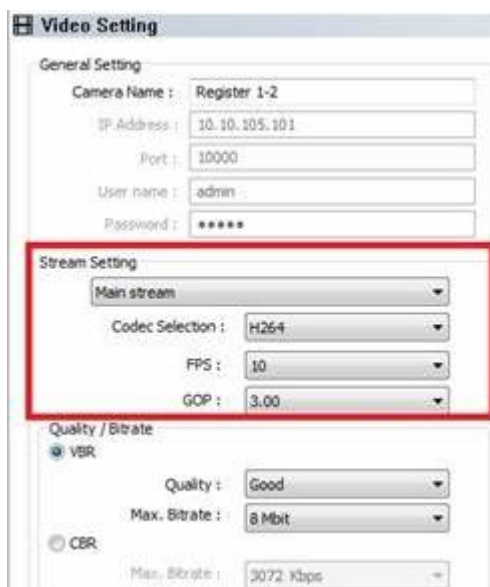 Video Setting
General Setting
Camera Name : Register 1-2
IP Address : 10.10.105.101
Port : 10000
User name : admin
Password : •••••
Stream Setting
Main stream
Codec Selection : H264
FPS : 10
GOP : 3.00
Quality / Bitrate
VBR
Quality : Good
Max. Bitrate : 8 Mbit
CBR
Max. Bitrate : 3072 Kbps